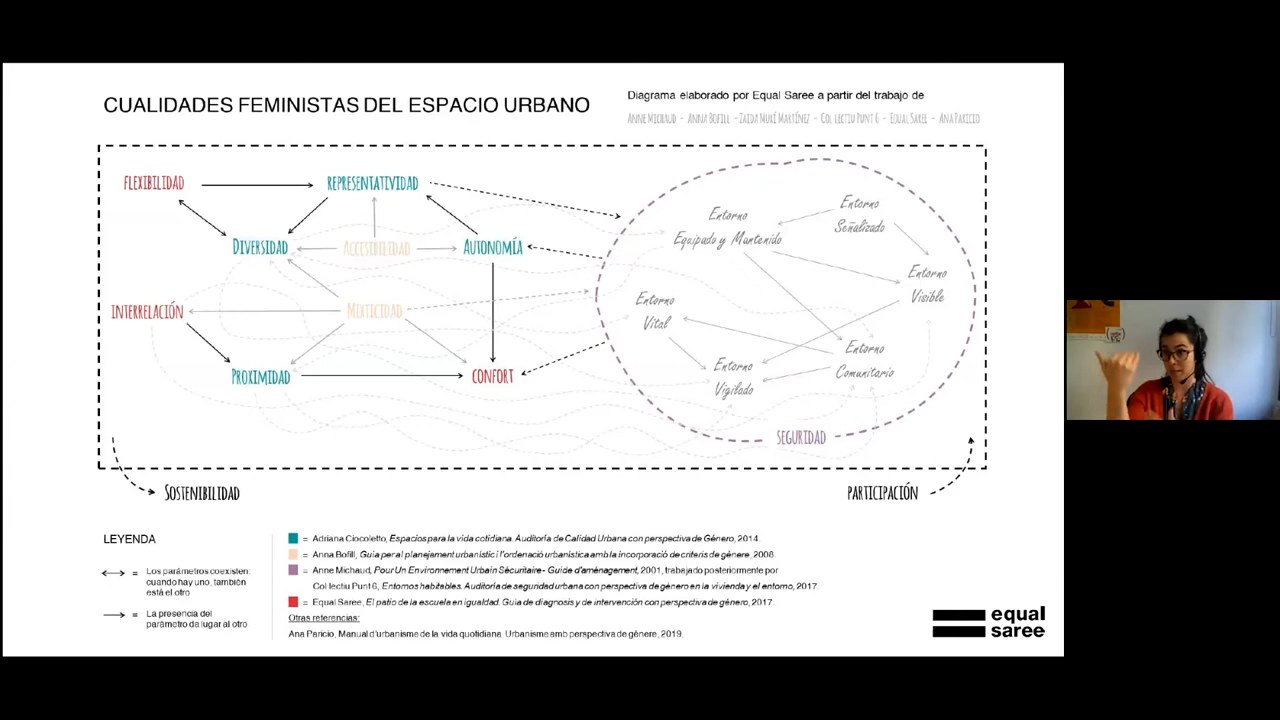 CUALIDADES FEMINISTAS DEL ESPACIO URBANO
Diagrama elaborado por Equal Saree a partir del trabajo de
ANNE MICHAUD - ANNA BOFILL - ZAIDA MUXÍ MARTÍNEZ - COL·LECTIU PUNT 6 - EQUAL SAREE - ANA PARICIO
FLEXIBILIDAD
REPRESENTATIVIDAD
DIVERSIDAD
ACCESIBILIDAD
AUTONOMÍA
INTERRELACIÓN
MIXTICIDAD
PROXIMIDAD
CONFORT
Entorno
Equipado y Mantenido
Entorno
Señalizado
Entorno
Visible
Entorno
Vital
Entorno
Vigilado
Entorno
Comunitario
SEGURIDAD
SOSTENIBILIDAD
PARTICIPACIÓN
LEYENDA
Los parámetros coexisten:
cuando hay uno, también
está el otro
La presencia del
parámetro da lugar al otro
= Adriana Ciocoletto, Espacios para la vida cotidiana. Auditoría de Calidad Urbana con perspectiva de Género, 2014.
= Anna Bofill, Guia per al planejament urbanístic i l'ordenació urbanística amb la incorporació de criteris de gènere, 2008.
= Anne Michaud, Pour Un Environnement Urbain Sécuritaire - Guide d'aménagement, 2001, trabajado posteriormente por
Col·lectiu Punt 6, Entornos habitables. Auditoría de seguridad urbana con perspectiva de género en la vivienda y el entorno, 2017.
= Equal Saree, El patio de la escuela en igualdad. Guía de diagnosis y de intervención con perspectiva de género, 2017.
Otras referencias:
Ana Paricio, Manual d'urbanisme de la vida quotidiana. Urbanisme amb perspectiva de gènere, 2019.
equal
saree